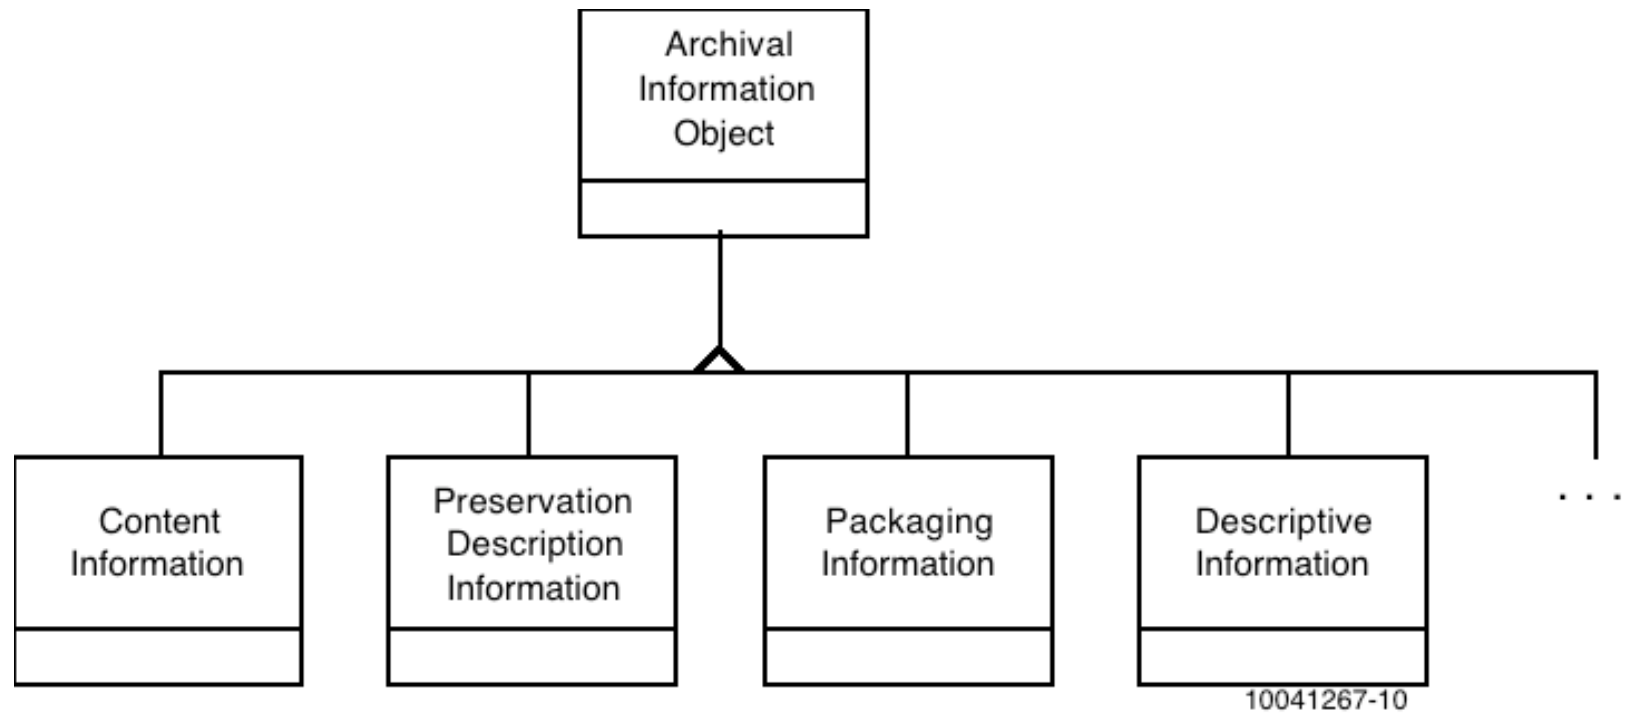 Archival
Information
Object
Content
Information
Preservation
Description
Information
Packaging
Information
Descriptive
Information
. . .
10041267-10